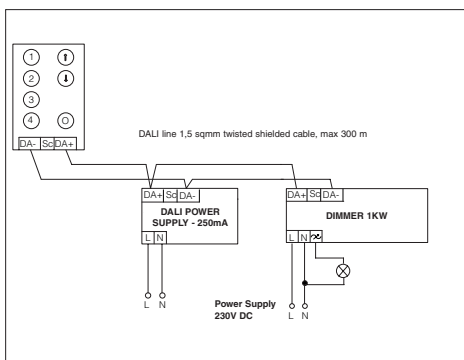 1
2
3
4 O
DA- Sc DA+
DALI line 1,5 sqmm twisted shielded cable, max 300 m
DA+ Sc DA-
DALI POWER
SUPPLY - 250mA
L N
DA+ Sc DA-
DIMMER 1KW
L N
L N
Power Supply
230V DC
L N